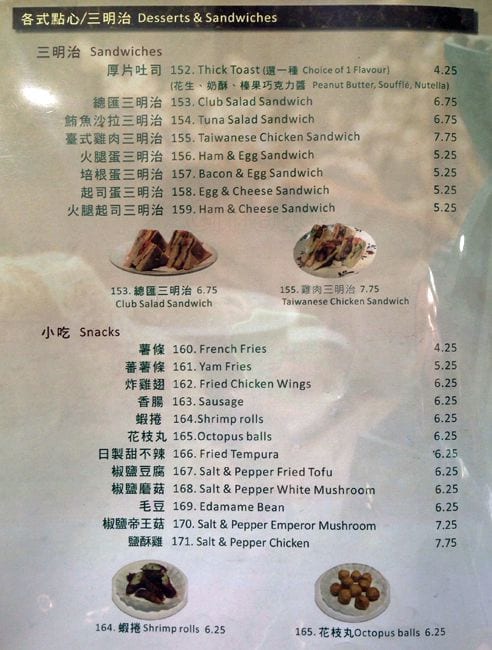 各式點心/三明治 Desserts & Sandwiches
三明治 Sandwiches
厚片吐司 152. Thick Toast (選一種 Choice of 1 Flavour) 4.25
(花生、奶酥、榛果巧克力醬 Peanut Butter, Soufflé, Nutella)
總匯三明治 153. Club Salad Sandwich 6.75
鮪魚沙拉三明治 154. Tuna Salad Sandwich 6.75
臺式雞肉三明治 155. Taiwanese Chicken Sandwich 7.75
火腿蛋三明治 156. Ham & Egg Sandwich 5.25
培根蛋三明治 157. Bacon & Egg Sandwich 5.25
起司蛋三明治 158. Egg & Cheese Sandwich 5.25
火腿起司三明治 159. Ham & Cheese Sandwich 5.25
153. 總匯三明治 6.75 155. 雞肉三明治 7.75
Club Salad Sandwich Taiwanese Chicken Sandwich
小吃 Snacks
薯條 160. French Fries 4.25
蕃薯條 161. Yam Fries 5.25
炸雞翅 162. Fried Chicken Wings 6.25
香腸 163. Sausage 6.25
蝦捲 164.Shrimp rolls 6.25
花枝丸 165.Octopus balls 6.25
日製甜不辣 166. Fried Tempura 6.25
椒鹽豆腐 167. Salt & Pepper Fried Tofu 6.25
椒鹽磨菇 168. Salt & Pepper White Mushroom 6.25
毛豆 169. Edamame Bean 6.25
椒鹽帝王菇 170. Salt & Pepper Emperor Mushroom 7.25
鹽酥雞 171. Salt & Pepper Chicken 7.75
164. 蝦捲 Shrimp rolls 6.25 165. 花枝丸Octopus balls 6.25